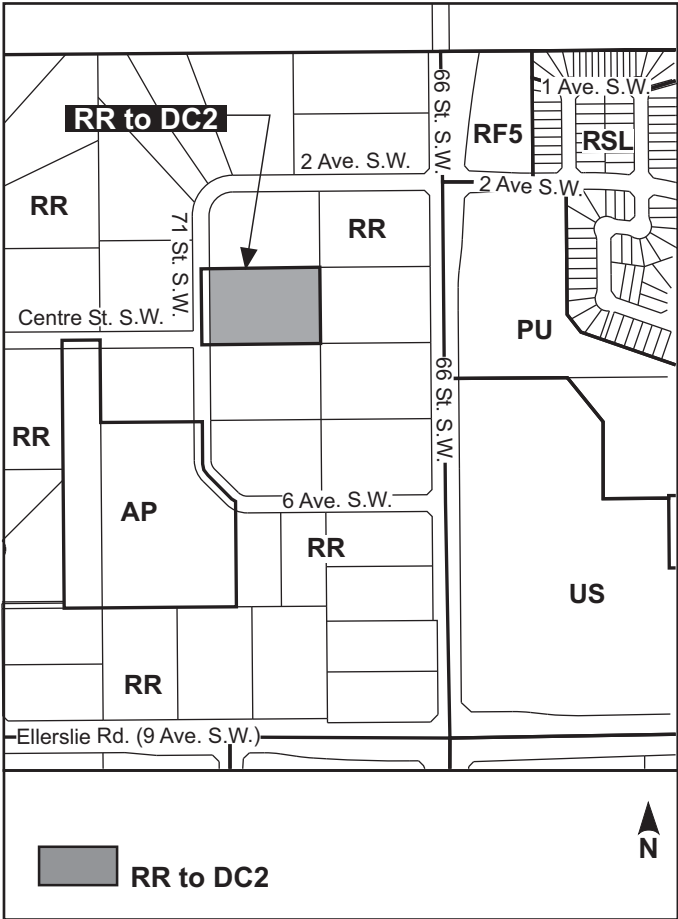 1 Ave. S.W.
66 St. S.W.
RF5
RSL
RR to DC2
2 Ave. S.W.
2 Ave S.W.
RR
71 St. S.W.
RR
Centre St. S.W.
PU
66 St. S.W.
RR
6 Ave. S.W.
AP
RR
US
RR
Ellerslie Rd. (9 Ave. S.W.)
N
RR to DC2